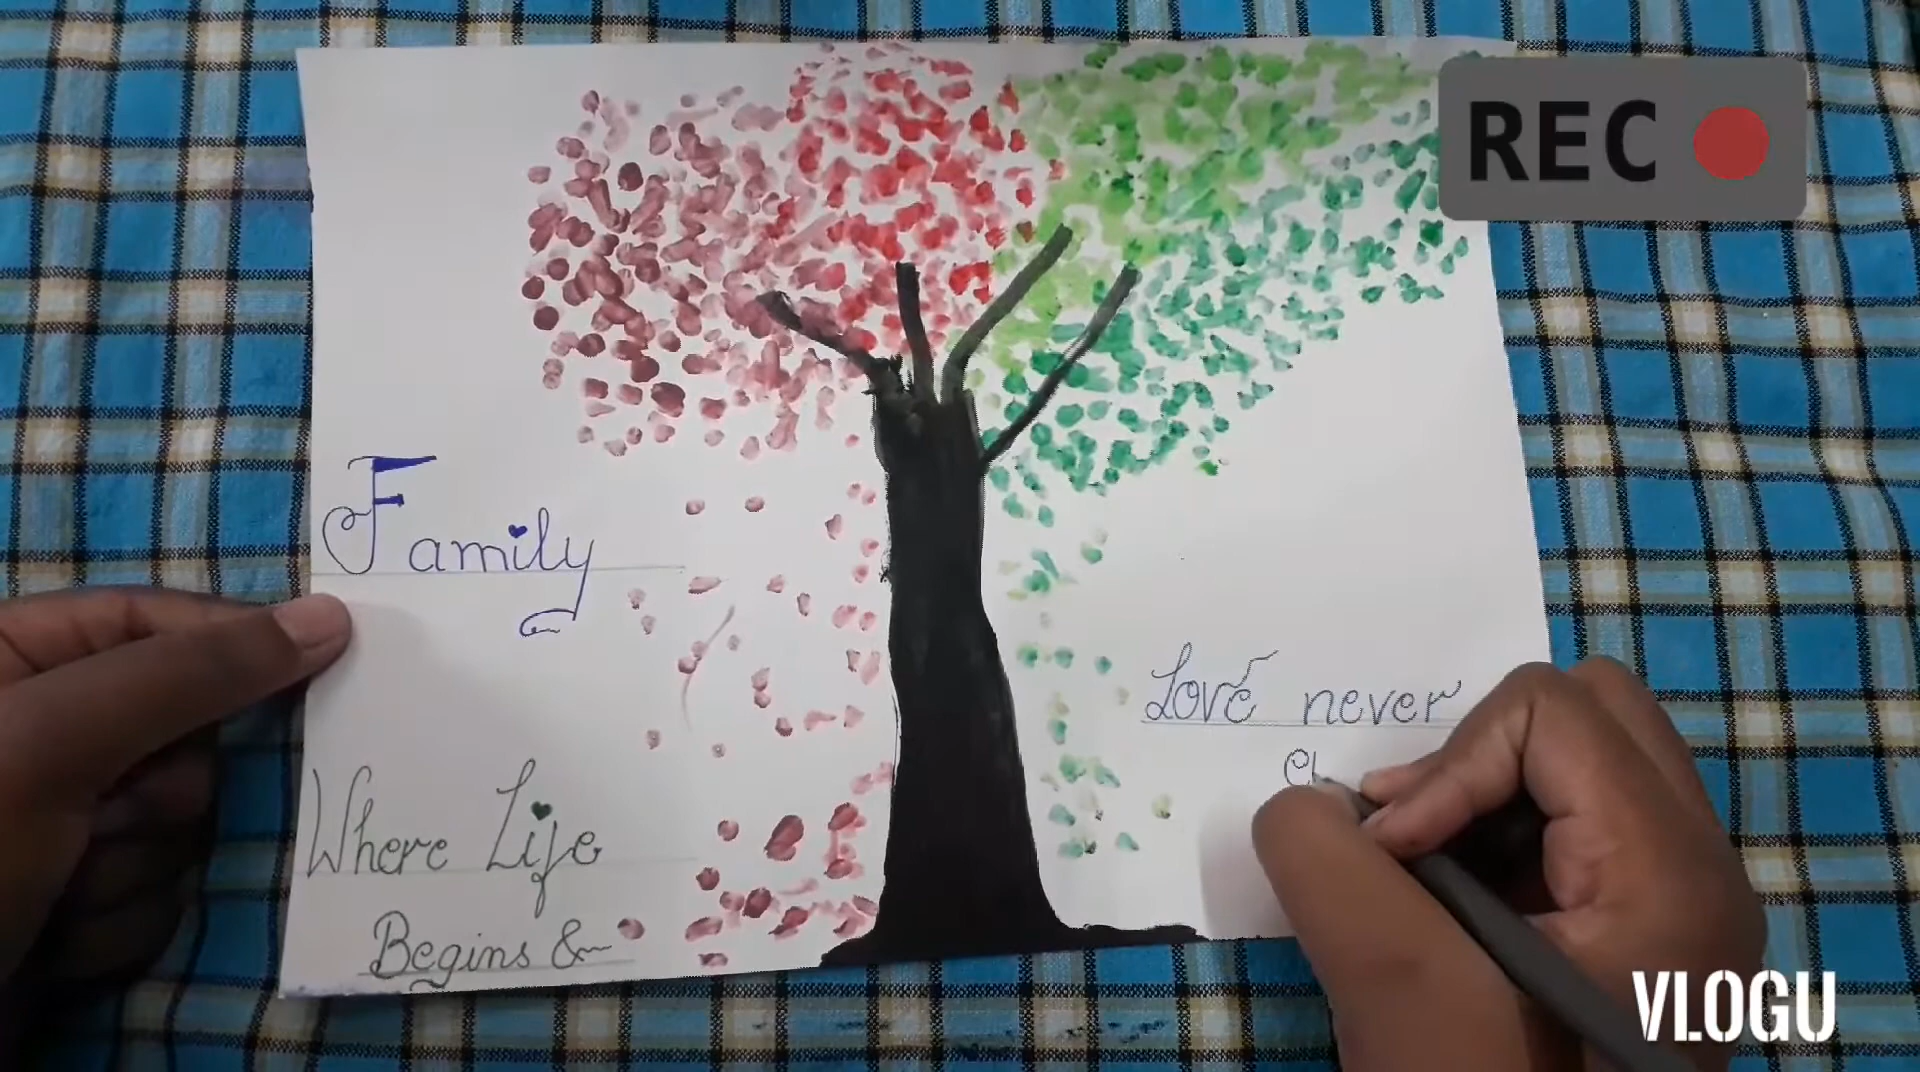 REC
Family
Love never
Where Life
Begins &
VLOGU